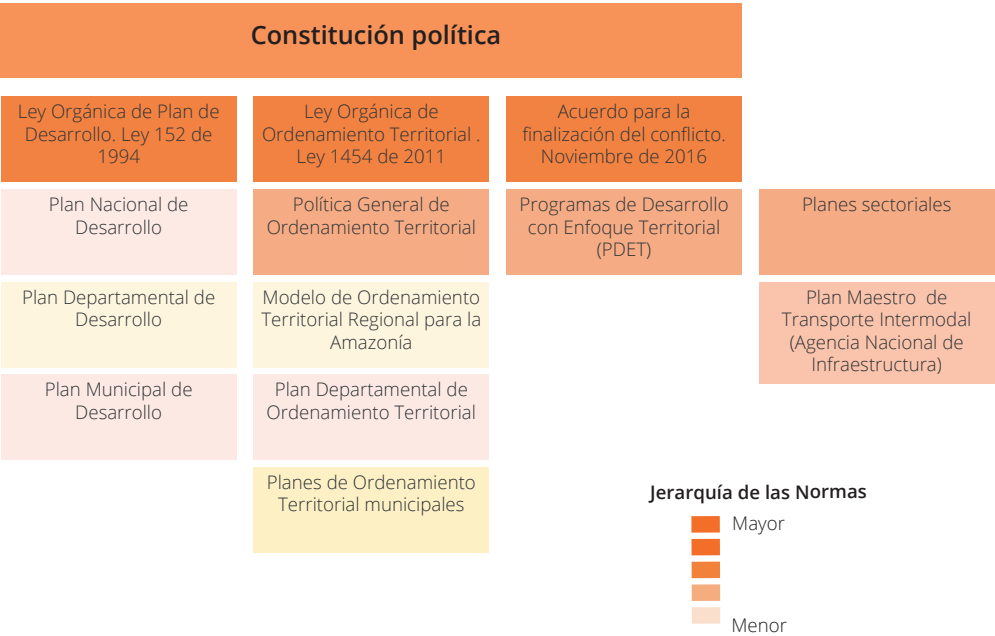 Constitución política
Ley Orgánica de Plan de
Desarrollo. Ley 152 de
1994
Ley Orgánica de
Ordenamiento Territorial .
Ley 1454 de 2011
Acuerdo para la
finalización del conflicto.
Noviembre de 2016
Plan Nacional de
Desarrollo
Política General de
Ordenamiento Territorial
Programas de Desarrollo
con Enfoque Territorial
(PDET)
Planes sectoriales
Plan Departamental de
Desarrollo
Modelo de Ordenamiento
Territorial Regional para la
Amazonía
Plan Maestro de
Transporte Intermodal
(Agencia Nacional de
Infraestructura)
Plan Municipal de
Desarrollo
Plan Departamental de
Ordenamiento Territorial
Planes de Ordenamiento
Territorial municipales
Jerarquía de las Normas
Mayor
Menor